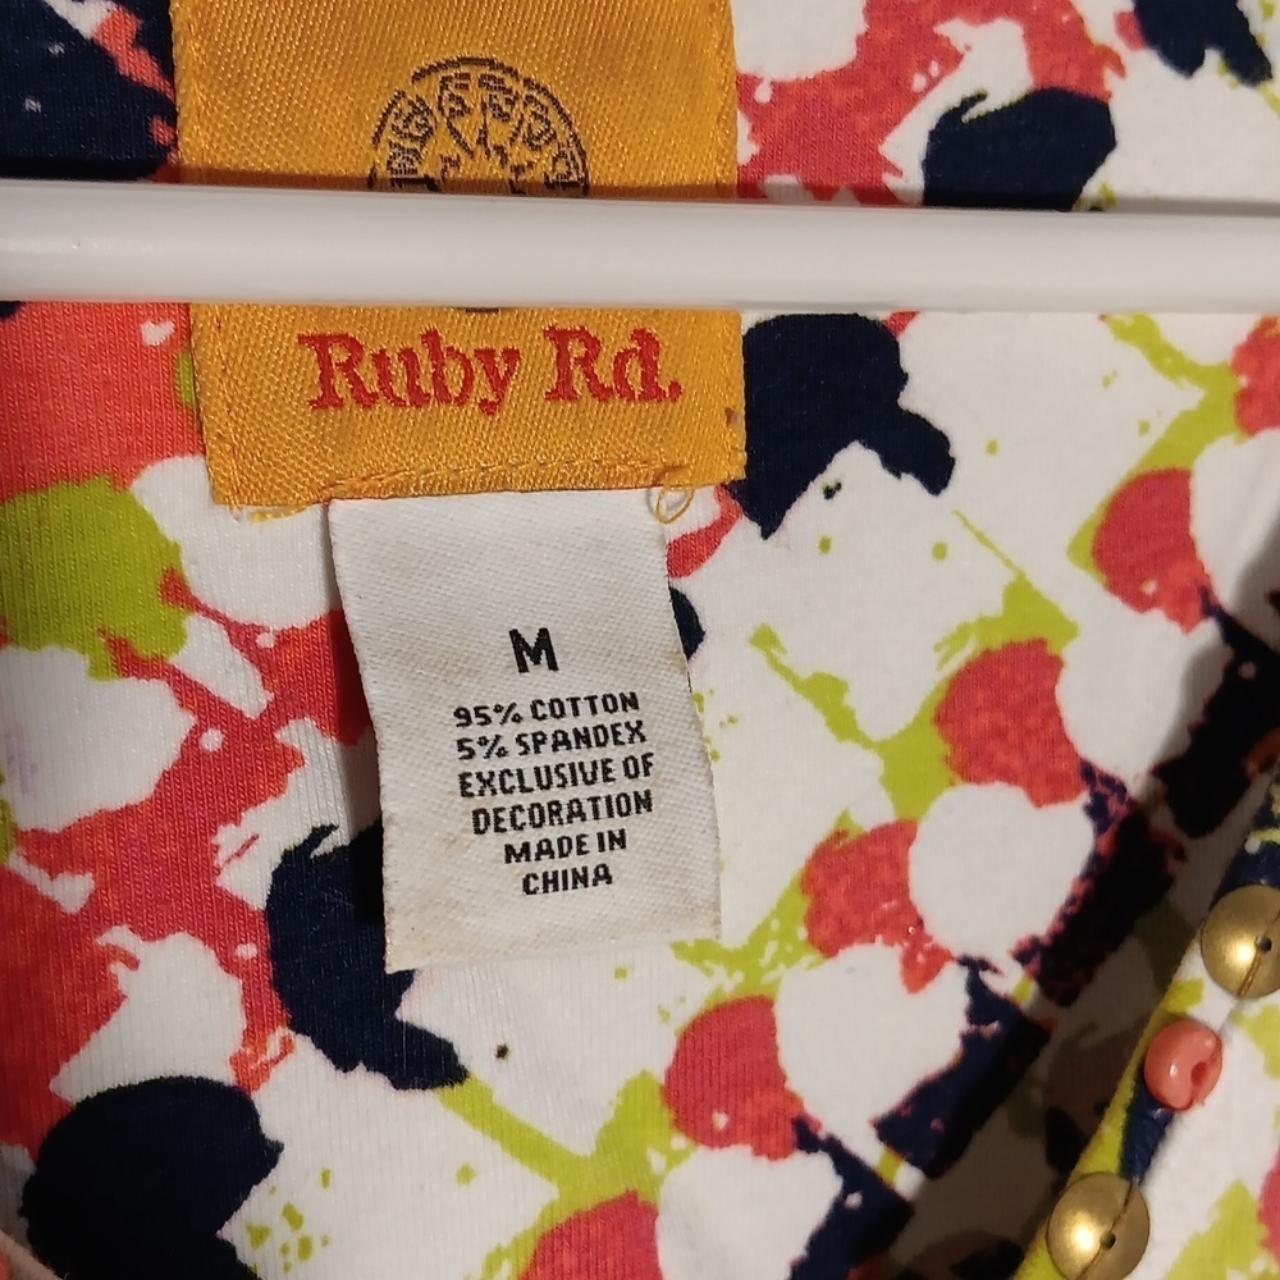 Ruby Rd.
M
95% COTTON
5% SPANDEX
EXCLUSIVE OF
DECORATION
MADE IN
CHINA